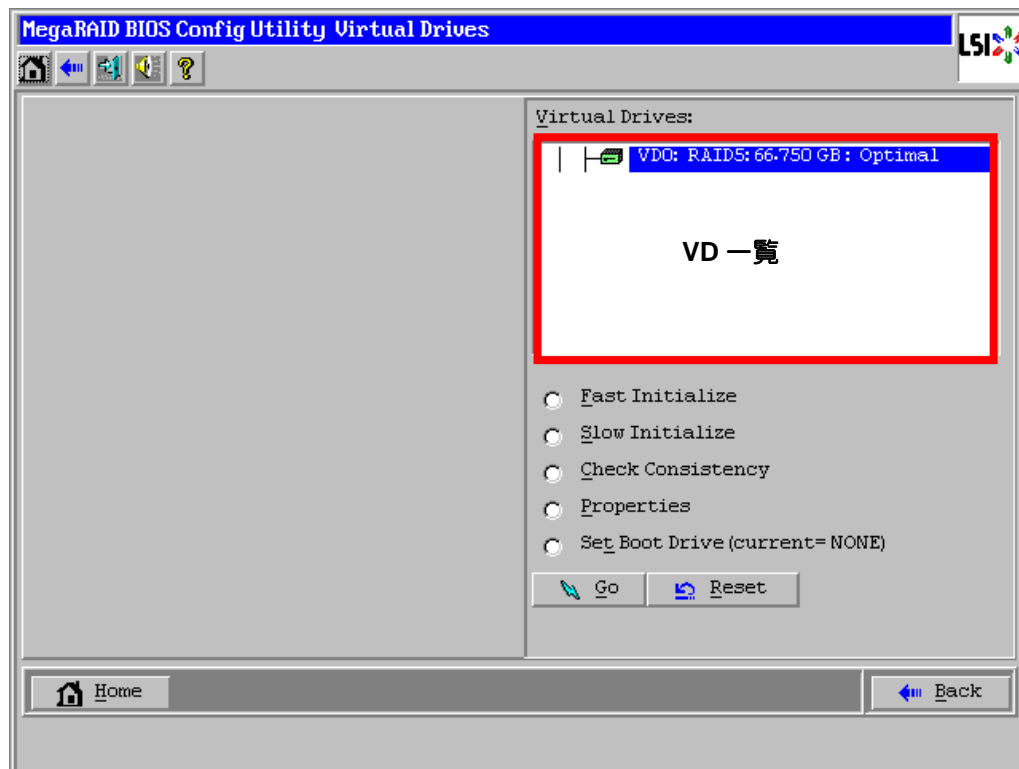 MegaRAID BIOS Config Utility Virtual Drives
LSI
Virtual Drives:
VD0: RAID5: 66.750 GB: Optimal
VD 一覧
Fast Initialize
Slow Initialize
Check Consistency
Properties
Set Boot Drive (current= NONE)
Go
Reset
Home
Back